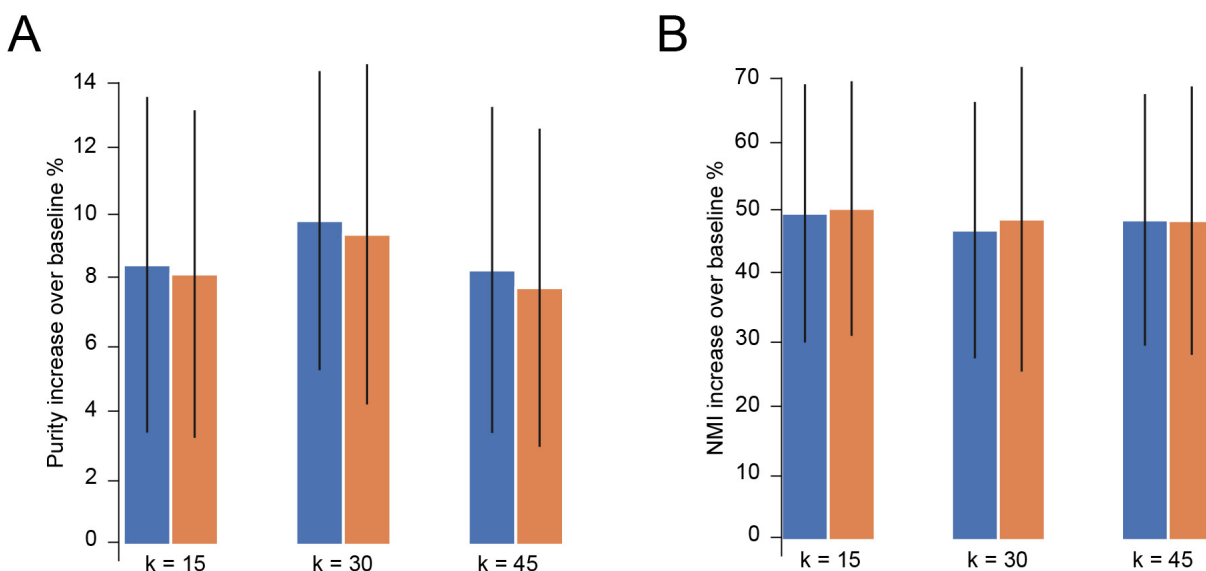 A
Purity increase over baseline %
14
12
10
8
6
4
2
0
k = 15
k = 30
k = 45
B
NMI increase over baseline %
70
60
50
40
30
20
10
0
k = 15
k = 30
k = 45